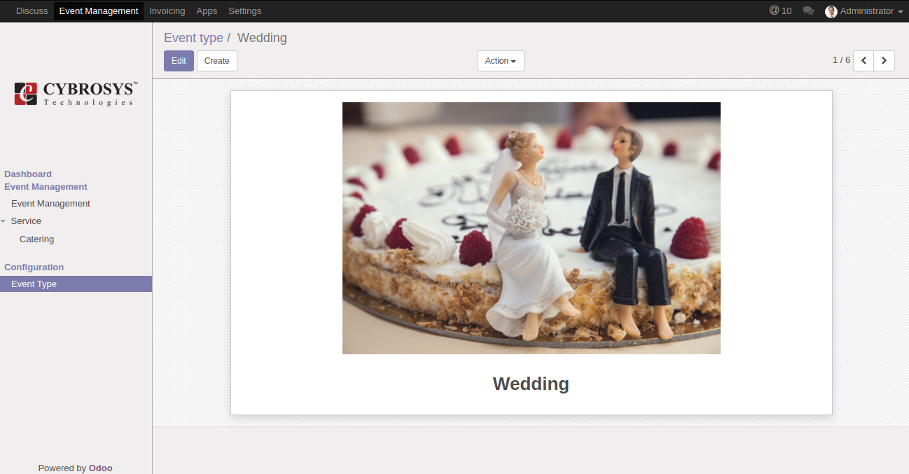 Discuss Event Management Invoicing Apps Settings @ 10 Administrator
Event type / Wedding
Edit Create Action 1 / 6
CYBROSYS™
Technologies
Dashboard
Event Management
Event Management
Service
Catering
Configuration
Event Type
Wedding
Powered by Odoo